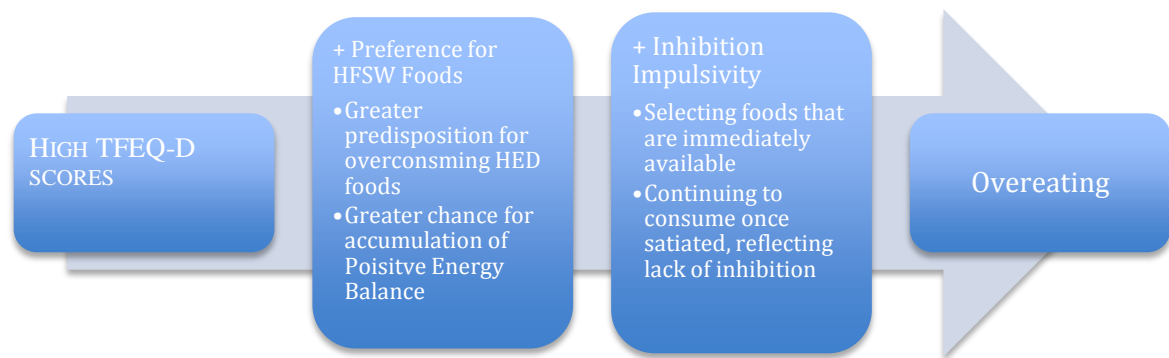 HIGH TFEQ-D
SCORES
+ Preference for
HFSW Foods
•Greater
predisposition for
overconsming HED
foods
•Greater chance for
accumulation of
Poisitve Energy
Balance
+ Inhibition
Impulsivity
•Selecting foods that
are immediately
available
•Continuing to
consume once
satiated, reflecting
lack of inhibition
Overeating